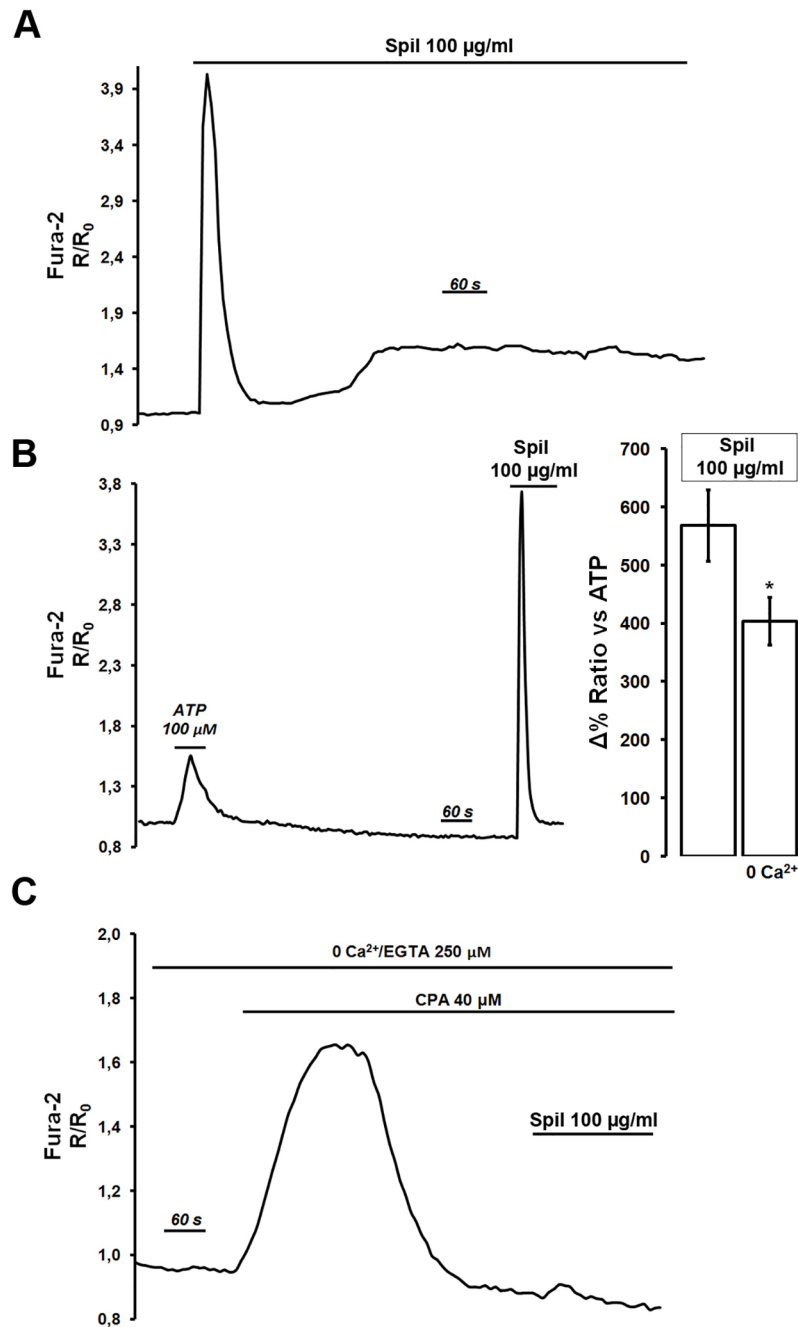 A
Spil 100 µg/ml
3,9
3,4
2,9
2,4
1,9
1,4
0,9
Fura-2
R/R0
60 s
B
3,8
3,3
2,8
2,3
1,8
1,3
0,8
Fura-2
R/R0
ATP
100 µM
60 s
Spil
100 µg/ml
700
600
500
400
300
200
100
0
Δ% Ratio vs ATP
Spil
100 µg/ml
*
0 Ca²⁺
C
2,0
1,8
1,6
1,4
1,2
1,0
0,8
Fura-2
R/R0
0 Ca²⁺/EGTA 250 µM
CPA 40 µM
Spil 100 µg/ml
60 s